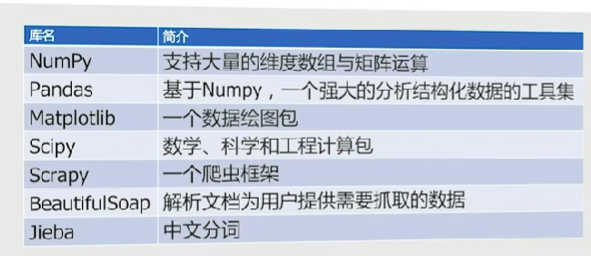 库名 简介
NumPy 支持大量的维度数组与矩阵运算
Pandas 基于Numpy，一个强大的分析结构化数据的工具集
Matplotlib 一个数据绘图包
Scipy 数学、科学和工程计算包
Scrapy 一个爬虫框架
BeautifulSoap 解析文档为用户提供需要抓取的数据
Jieba 中文分词